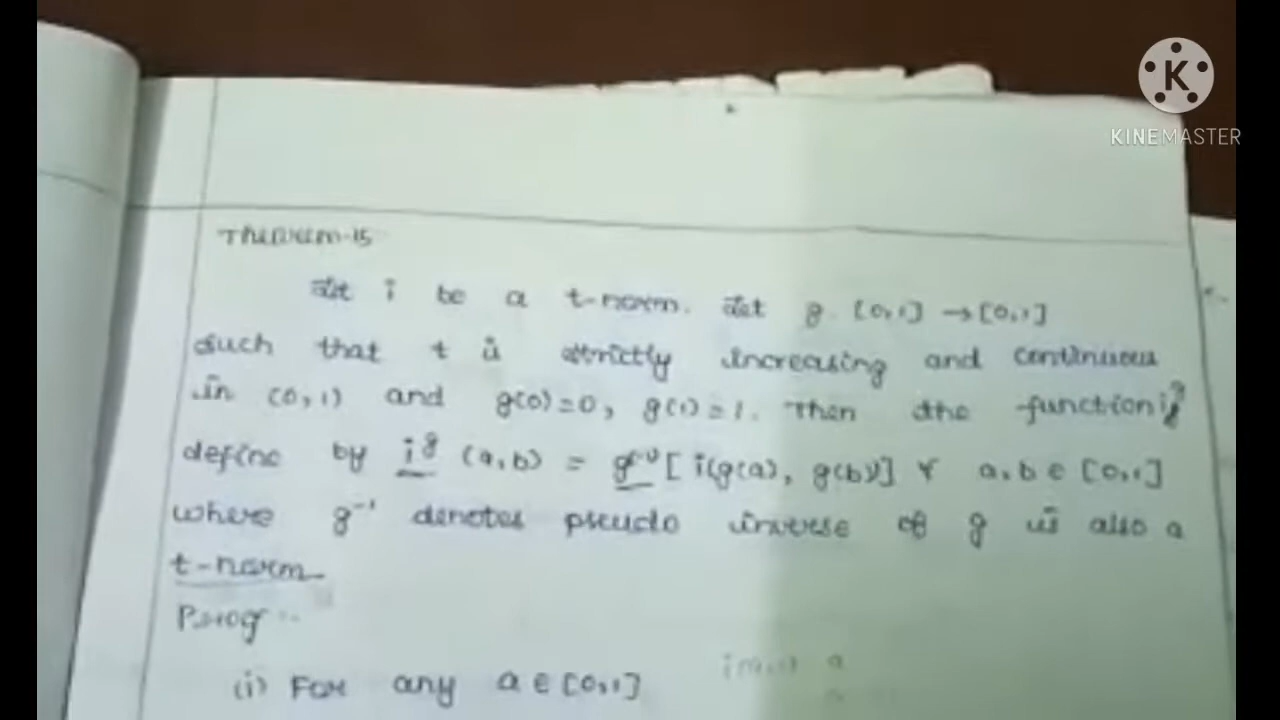 KINEMASTER
Theorem-15
Let i be a t-norm. Let g: [0,1] → [0,1]
such that t is strictly increasing and continuous
in (0,1) and g(0)=0, g(1)=1. Then the function i^g
define by i^g (a,b) = g^(-1) [i(g(a), g(b))] ∀ a,b ∈ [0,1]
where g^-1 denotes pseudo inverse of g is also a
t-norm
Proof:-
(i) For any a ∈ [0,1]